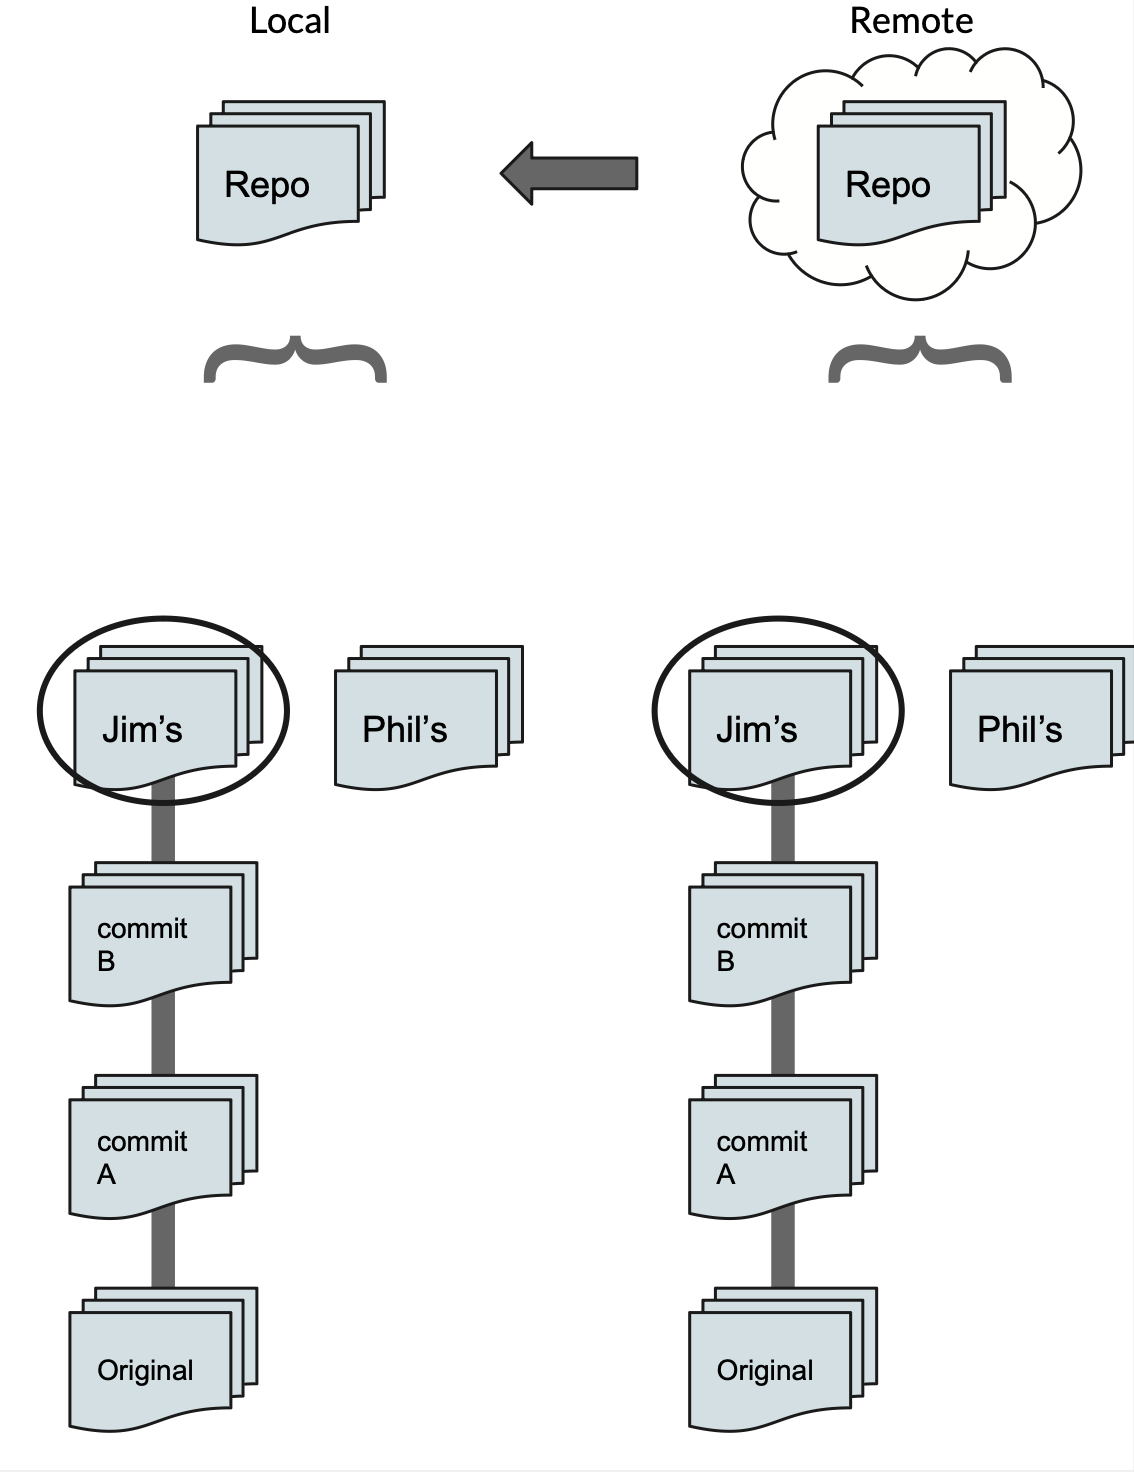 Local
Remote
Repo
Repo
Jim's
Phil's
Jim's
Phil's
commit
B
commit
B
commit
A
commit
A
Original
Original